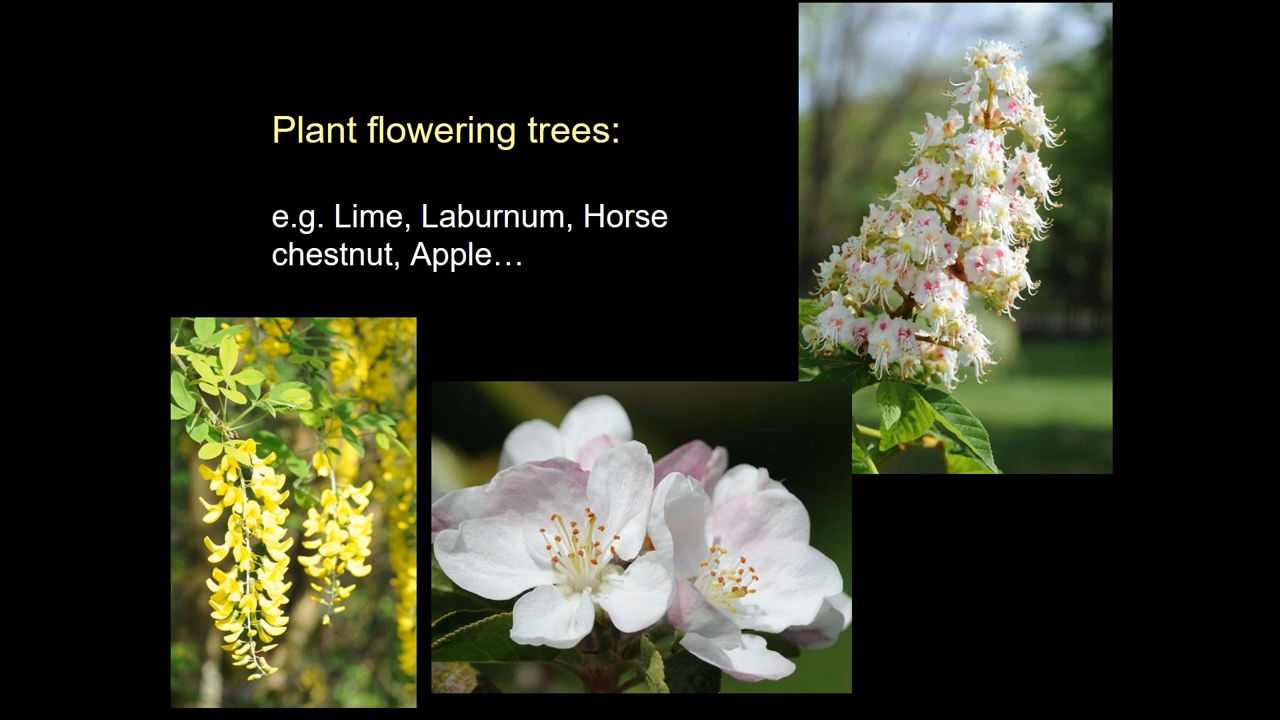 Plant flowering trees:
e.g. Lime, Laburnum, Horse
chestnut, Apple…